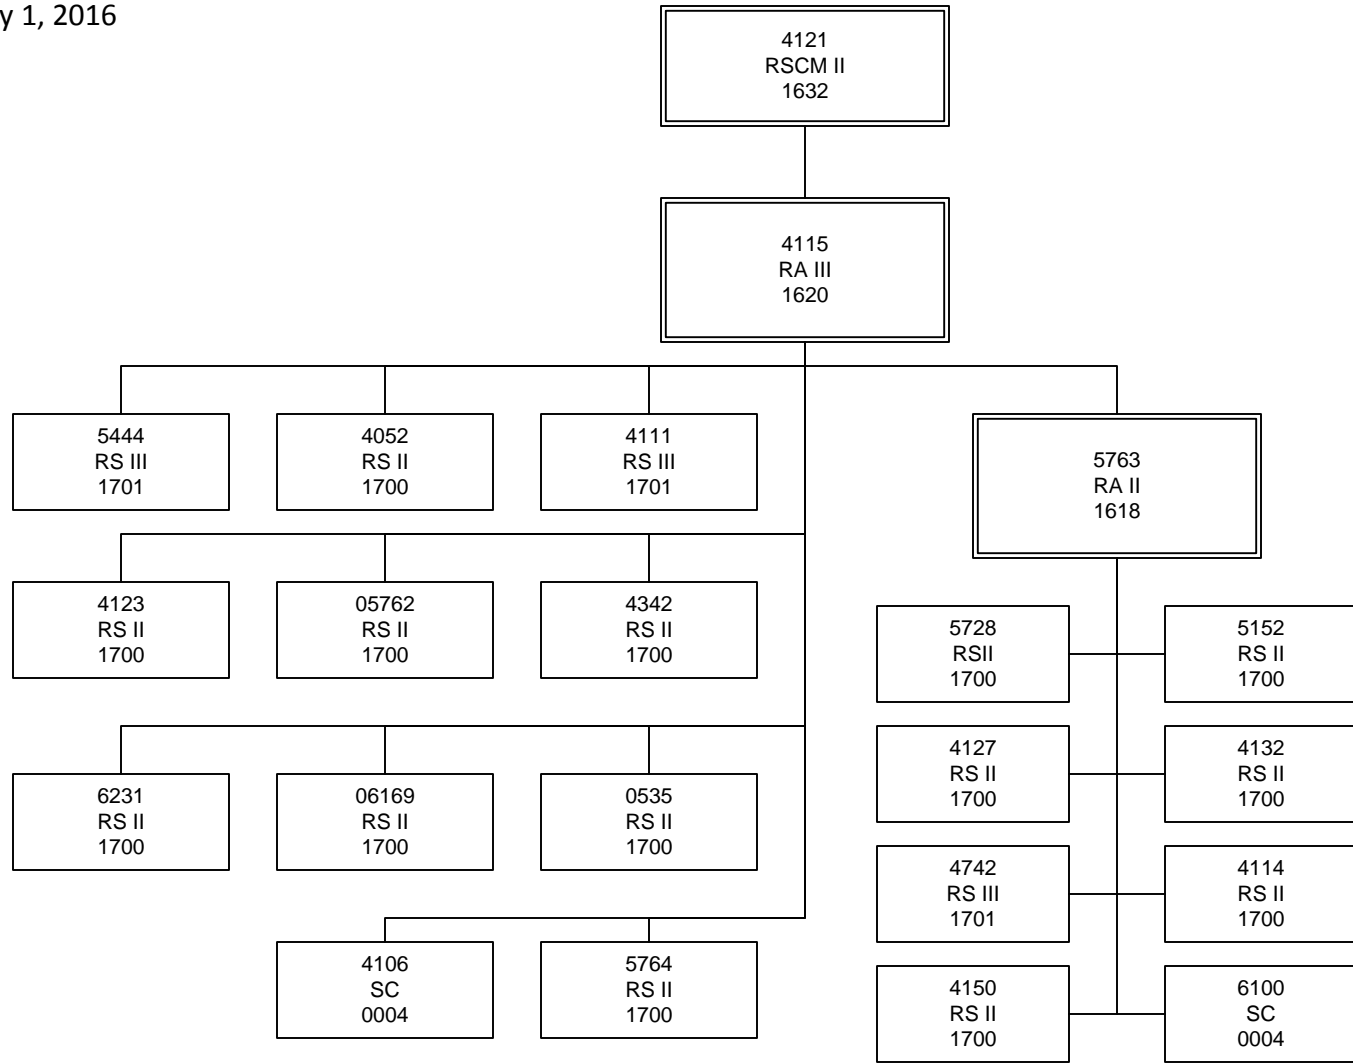 y 1, 2016
4121
RSCM II
1632
4115
RA III
1620
5444
RS III
1701
4052
RS II
1700
4111
RS III
1701
5763
RA II
1618
4123
RS II
1700
05762
RS II
1700
4342
RS II
1700
5728
RSII
1700
5152
RS II
1700
6231
RS II
1700
06169
RS II
1700
0535
RS II
1700
4127
RS II
1700
4132
RS II
1700
4742
RS III
1701
4114
RS II
1700
4106
SC
0004
5764
RS II
1700
4150
RS II
1700
6100
SC
0004